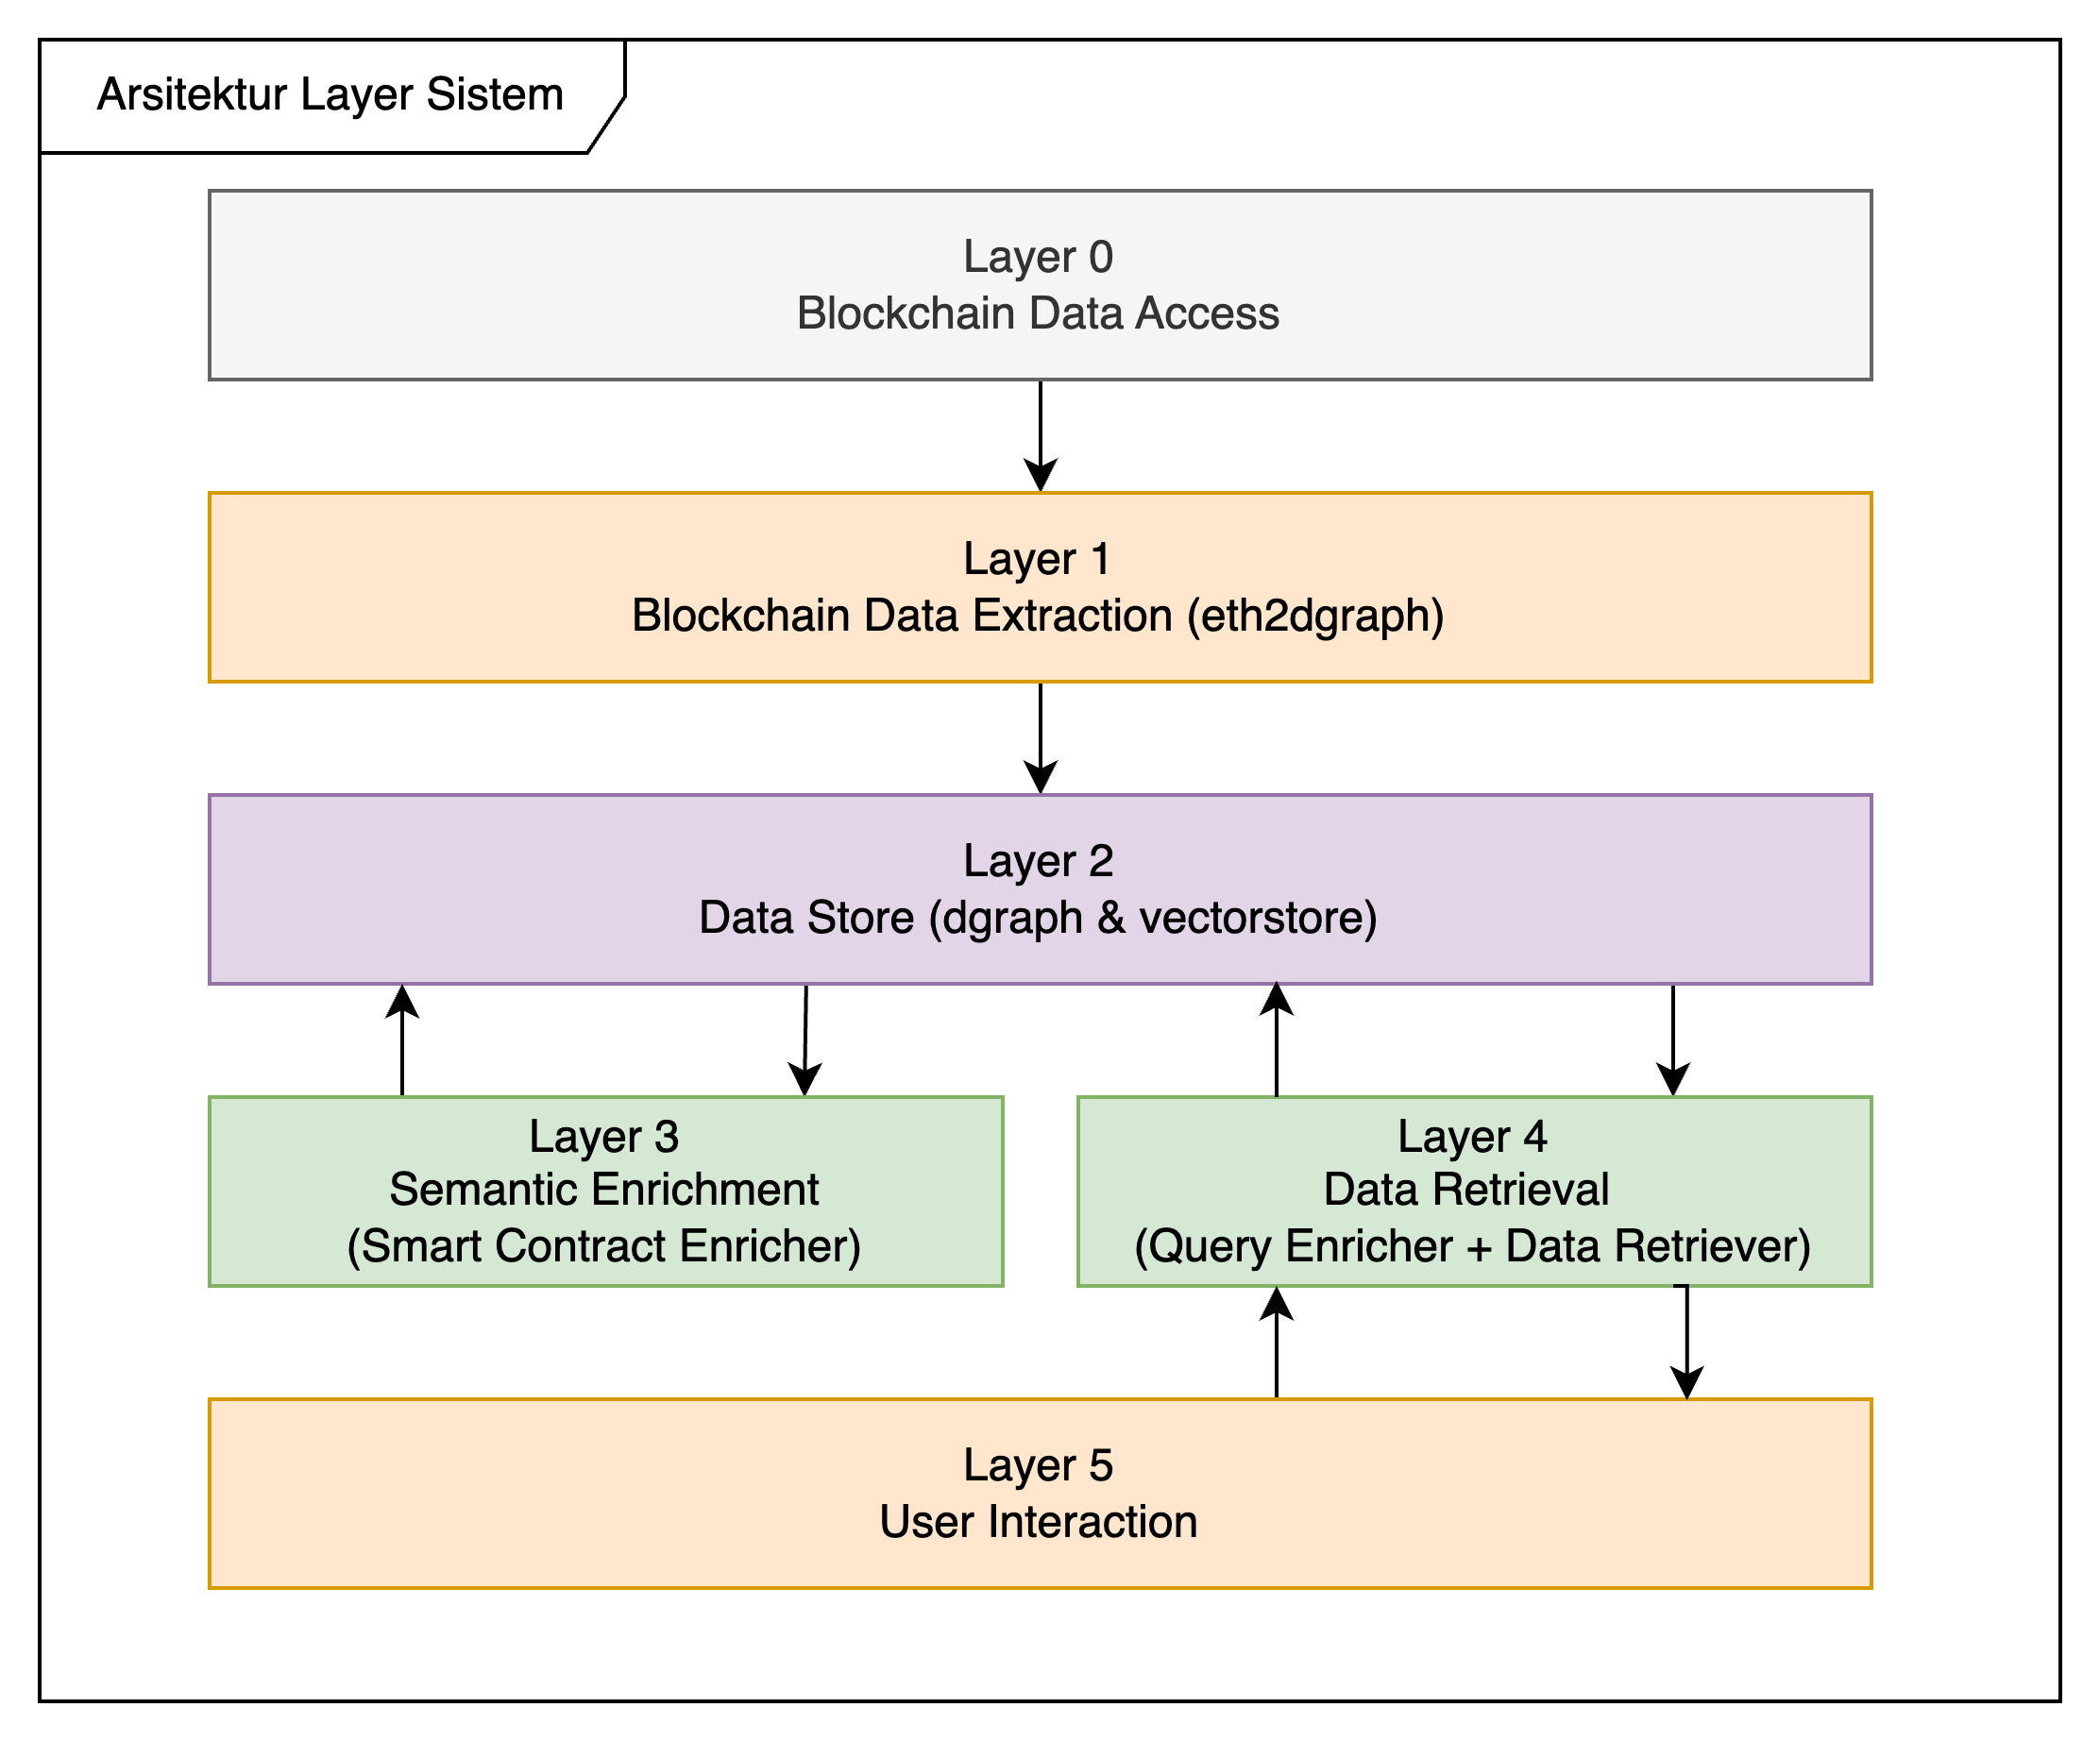 Arsitektur Layer Sistem
Layer 0
Blockchain Data Access
Layer 1
Blockchain Data Extraction (eth2dgraph)
Layer 2
Data Store (dgraph & vectorstore)
Layer 3
Semantic Enrichment
(Smart Contract Enricher)
Layer 4
Data Retrieval
(Query Enricher + Data Retriever)
Layer 5
User Interaction